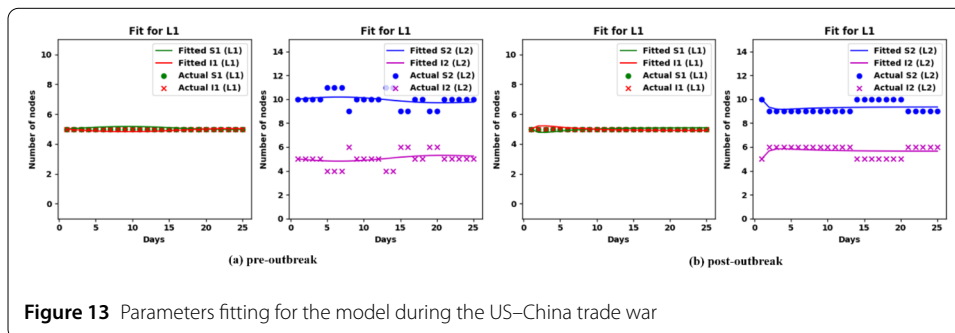 Fit for L1
Number of nodes
10
8
6
4
2
0
Fitted S1 (L1)
Fitted I1 (L1)
Actual S1 (L1)
Actual I1 (L1)
0 5 10 15 20 25
Days
Fit for L1
Number of nodes
14
12
10
8
6
4
2
0
Fitted S2 (L2)
Fitted I2 (L2)
Actual S2 (L2)
Actual I2 (L2)
0 5 10 15 20 25
Days
(a) pre-outbreak
Fit for L1
Number of nodes
10
8
6
4
2
0
Fitted S1 (L1)
Fitted I1 (L1)
Actual S1 (L1)
Actual I1 (L1)
0 5 10 15 20 25
Days
Fit for L1
Number of nodes
14
12
10
8
6
4
2
0
Fitted S2 (L2)
Fitted I2 (L2)
Actual S2 (L2)
Actual I2 (L2)
0 5 10 15 20 25
Days
(b) post-outbreak
Figure 13 Parameters fitting for the model during the US–China trade war